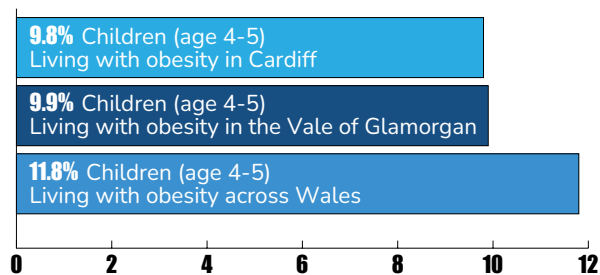 9.8% Children (age 4-5)
Living with obesity in Cardiff
9.9% Children (age 4-5)
Living with obesity in the Vale of Glamorgan
11.8% Children (age 4-5)
Living with obesity across Wales
0 2 4 6 8 10 12